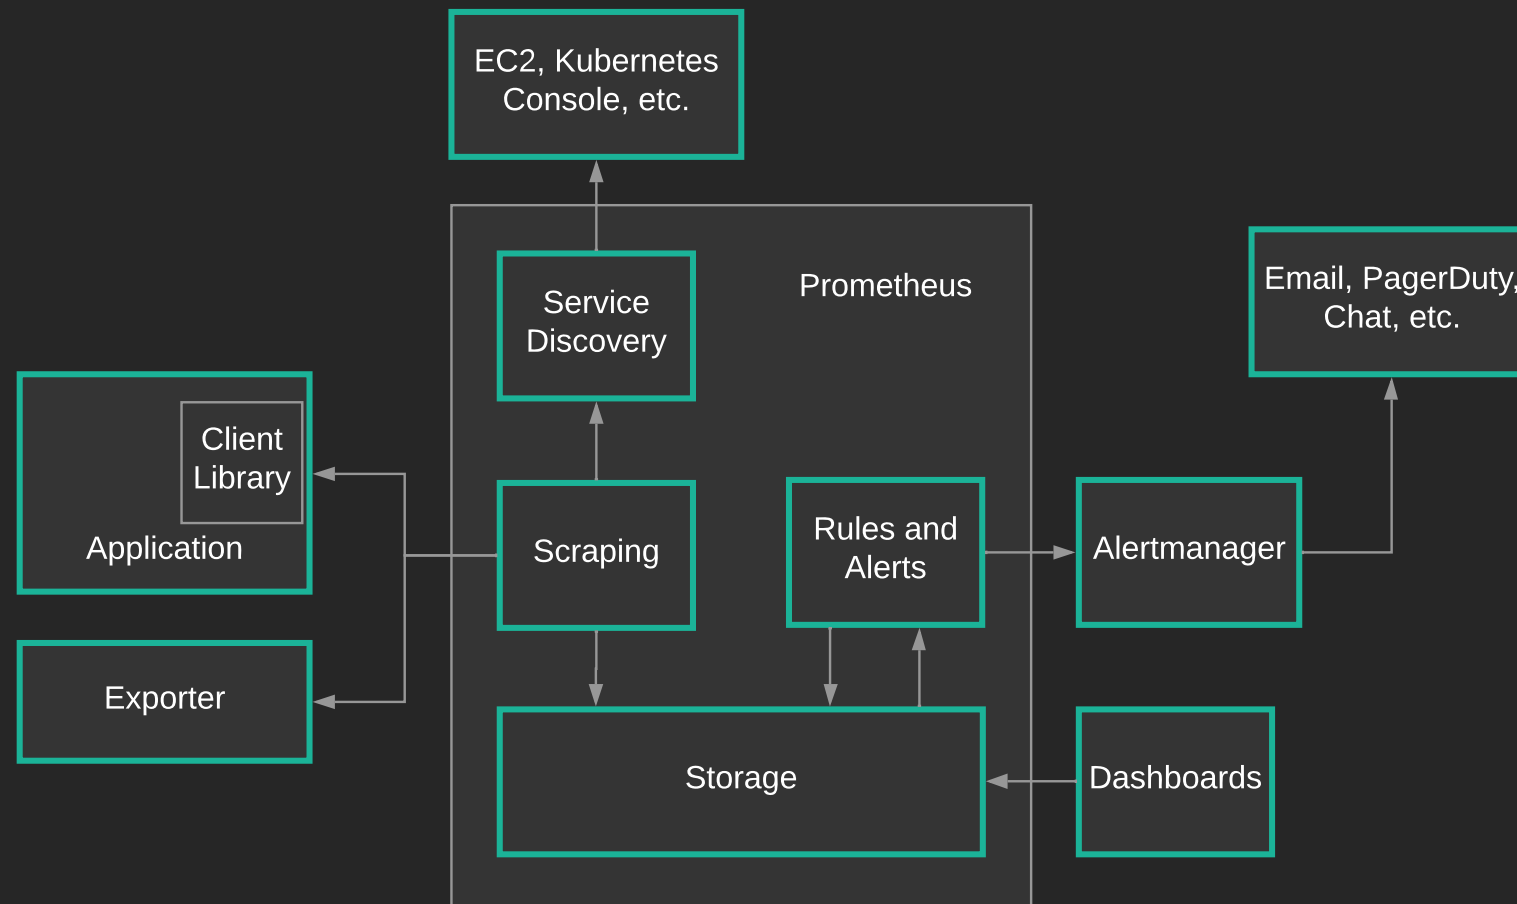 EC2, Kubernetes
Console, etc.
Prometheus
Service
Discovery
Email, PagerDuty,
Chat, etc.
Client
Library
Application
Scraping
Rules and
Alerts
Alertmanager
Exporter
Storage
Dashboards